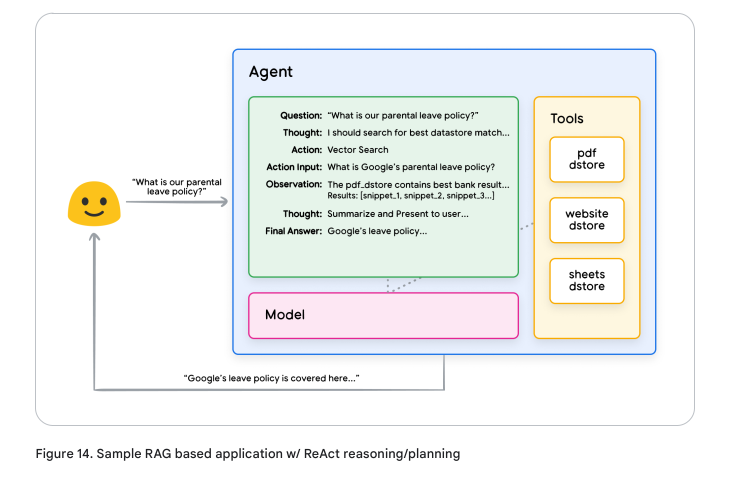 Agent
Question: “What is our parental leave policy?”
Thought: I should search for best datastore match...
Action: Vector Search
Action Input: What is Google’s parental leave policy?
Observation: The pdf_dstore contains best bank result...
Results: [snippet_1, snippet_2, snippet_3...]
Thought: Summarize and Present to user...
Final Answer: Google’s leave policy...
Tools
pdf
dstore
website
dstore
sheets
dstore
“What is our parental
leave policy?”
Model
“Google’s leave policy is covered here...”
Figure 14. Sample RAG based application w/ ReAct reasoning/planning